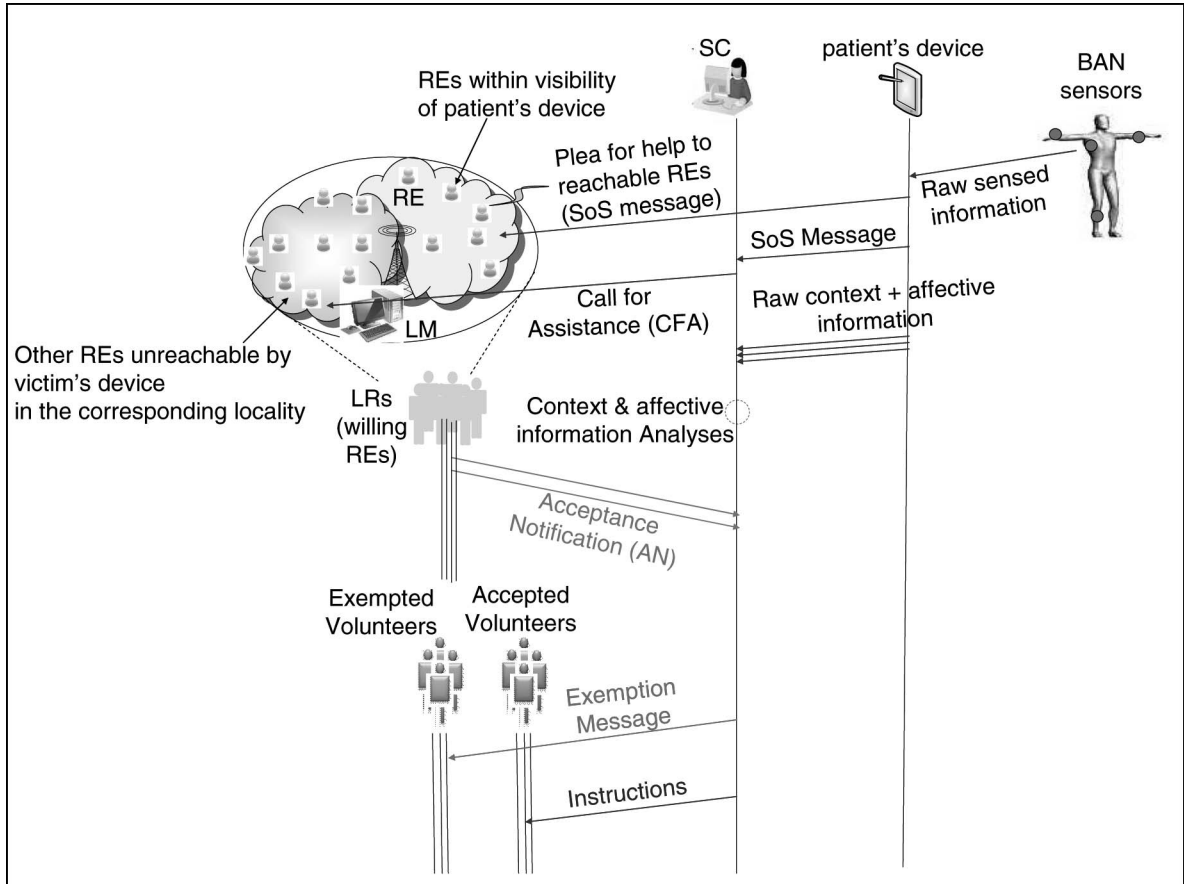 SC
patient's device
BAN
sensors
REs within visibility
of patient's device
Plea for help to
reachable REs
(SoS message)
RE
Raw sensed
information
SoS Message
Call for
Assistance (CFA)
Raw context + affective
information
LM
Other REs unreachable by
victim's device
in the corresponding locality
LRs
(willing
REs)
Context & affective
information Analyses
Acceptance
Notification (AN)
Exempted
Volunteers
Accepted
Volunteers
Exemption
Message
Instructions